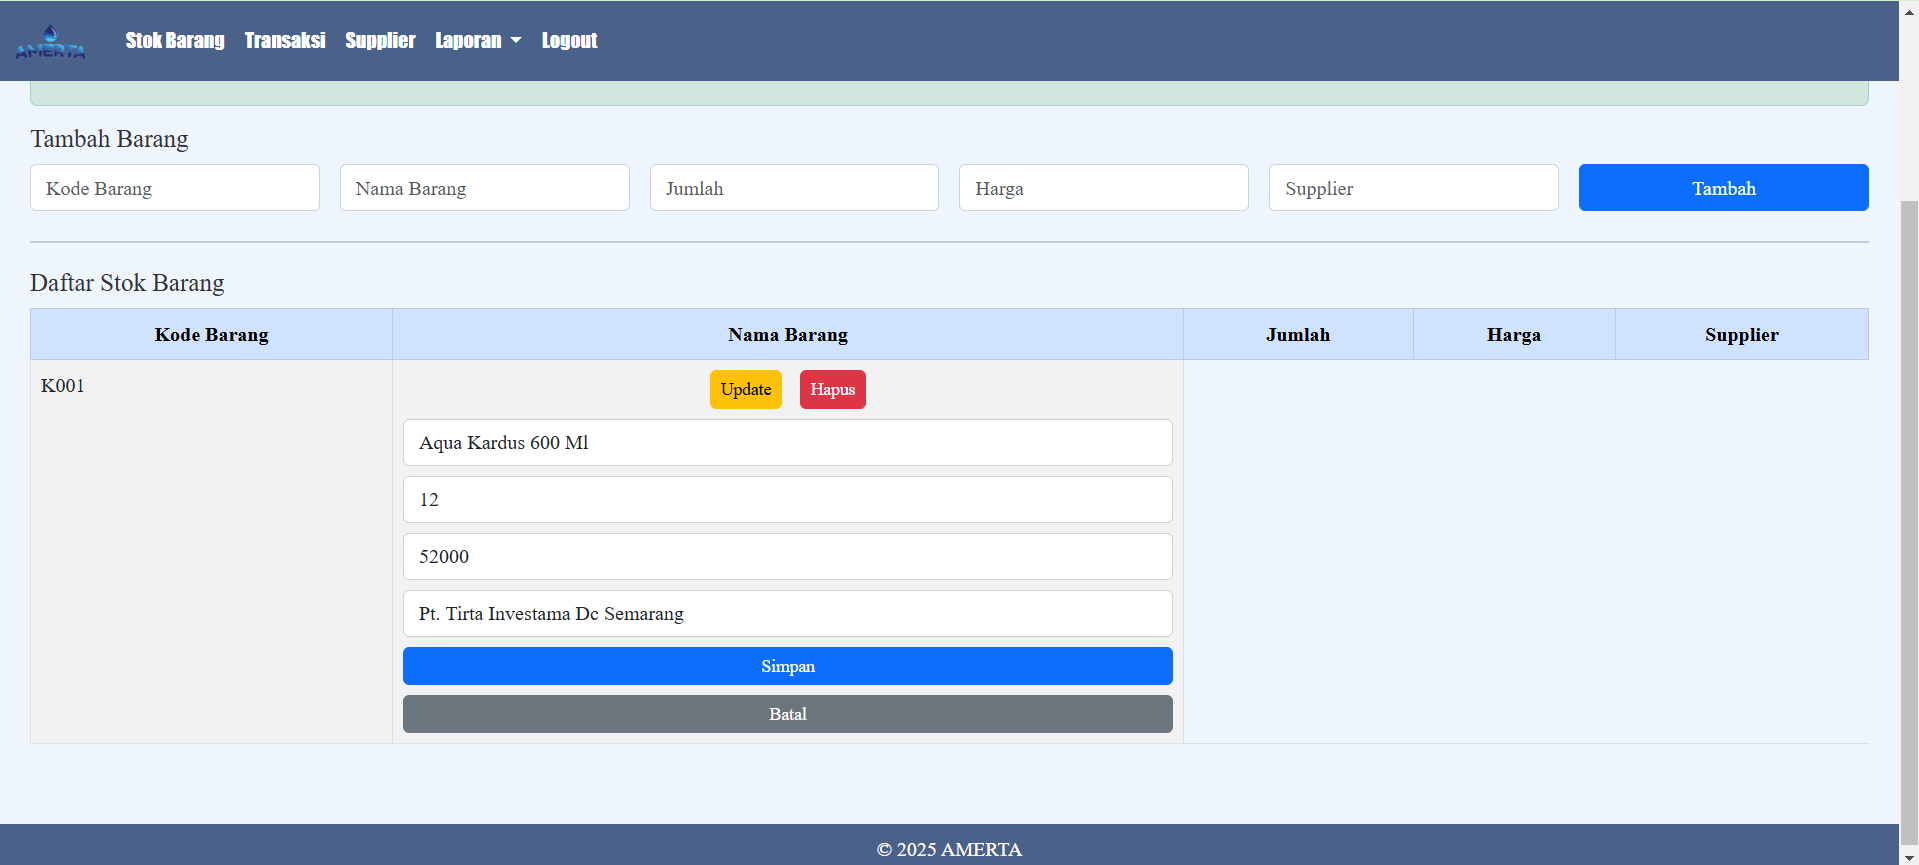 AMERTA
Stok Barang Transaksi Supplier Laporan Logout
Tambah Barang
Kode Barang Nama Barang Jumlah Harga Supplier Tambah
Daftar Stok Barang
Kode Barang Nama Barang Jumlah Harga Supplier
K001
Update Hapus
Aqua Kardus 600 Ml
12
52000
Pt. Tirta Investama Dc Semarang
Simpan
Batal
© 2025 AMERTA